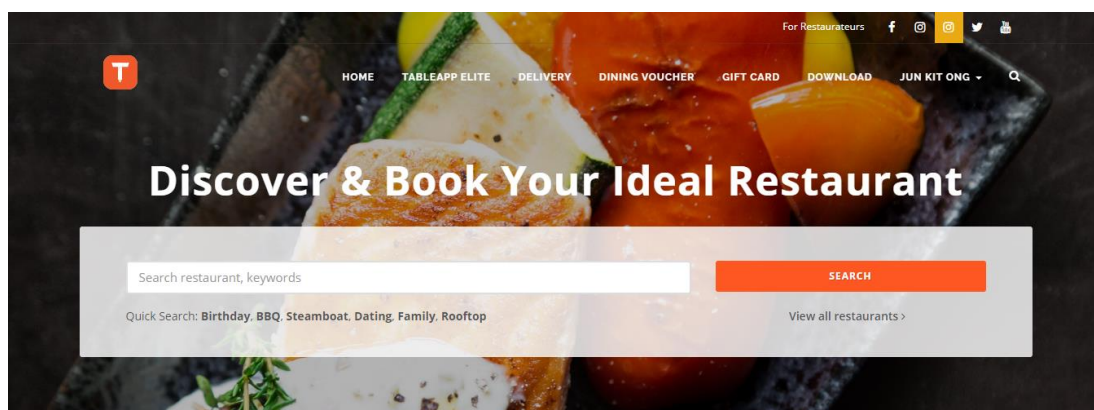 For Restaurateurs
T
HOME TABLEAPP ELITE DELIVERY DINING VOUCHER GIFT CARD DOWNLOAD JUN KIT ONG
Discover & Book Your Ideal Restaurant
Search restaurant, keywords SEARCH
Quick Search: Birthday, BBQ, Steamboat, Dating, Family, Rooftop View all restaurants ›